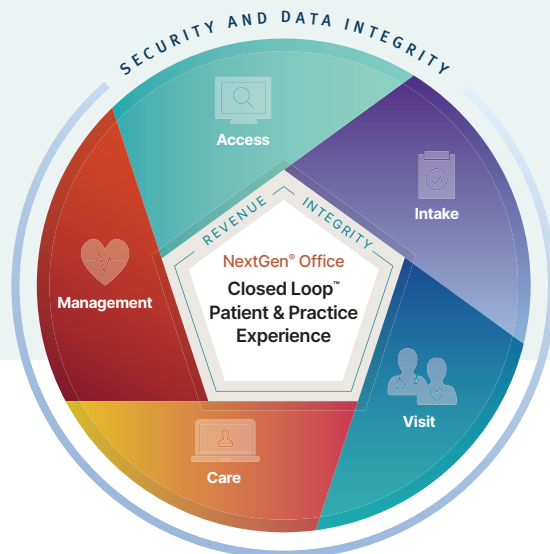 SECURITY AND DATA INTEGRITY
Access
Intake
REVENUE INTEGRITY
NextGen® Office
Closed Loop™
Patient & Practice
Experience
Management
Visit
Care